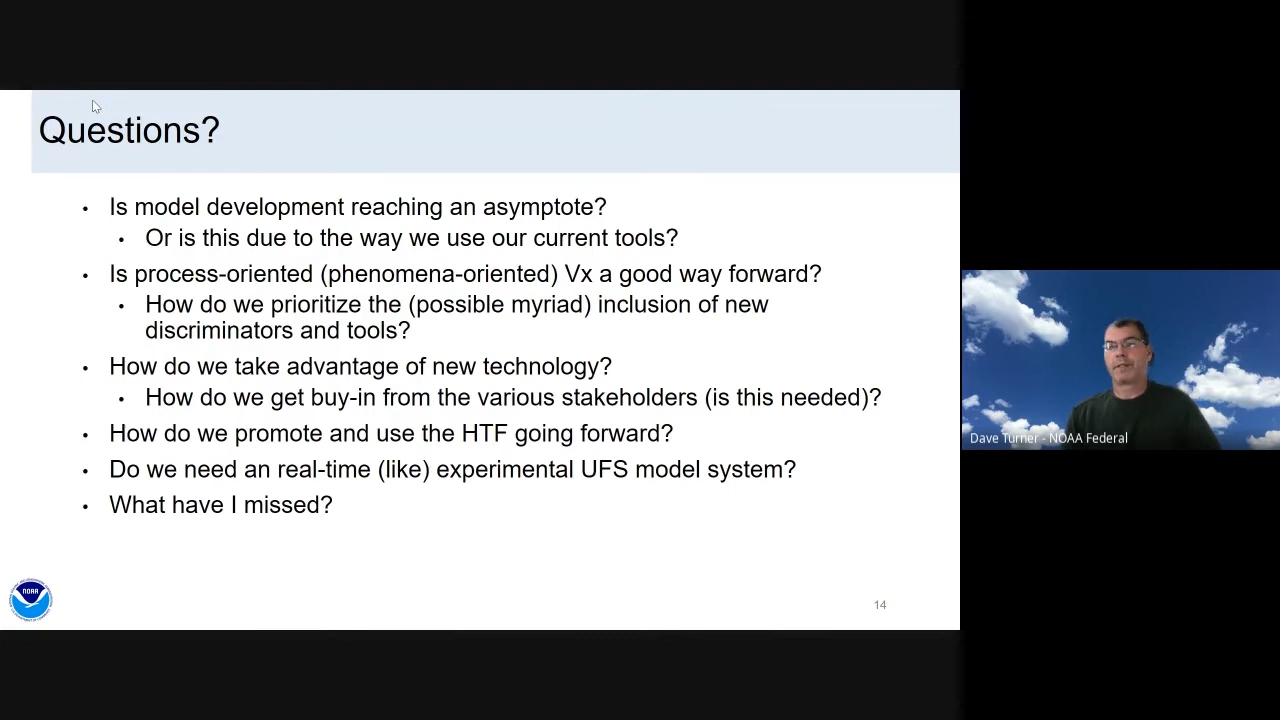 Questions?
• Is model development reaching an asymptote?
• Or is this due to the way we use our current tools?
• Is process-oriented (phenomena-oriented) Vx a good way forward?
• How do we prioritize the (possible myriad) inclusion of new
discriminators and tools?
• How do we take advantage of new technology?
• How do we get buy-in from the various stakeholders (is this needed)?
• How do we promote and use the HTF going forward?
• Do we need an real-time (like) experimental UFS model system?
• What have I missed?
NOAA
14
Dave Turner - NOAA Federal